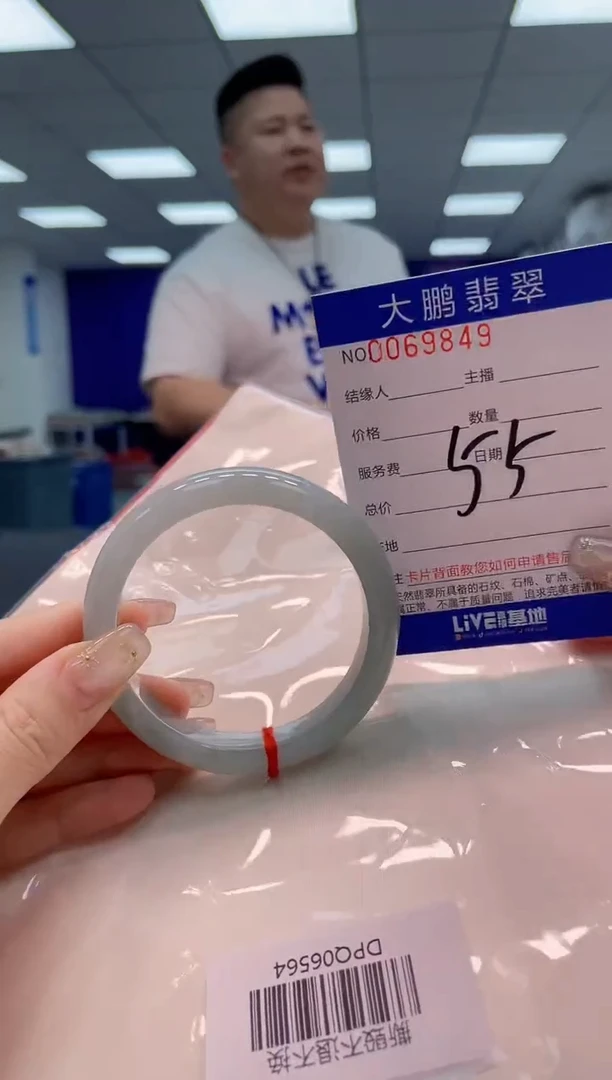 大鹏翡翠
NO0069849
结缘人 主播
价格 数量
服务费 日期
55
总价
地
卡片背面教您如何申请售后
然翡翠所具备的石纹、石棉、矿点、
属正常、不属于质量问题 追求完美者请慎
LiVE 基地
DPQ06564
撕毁不退不换